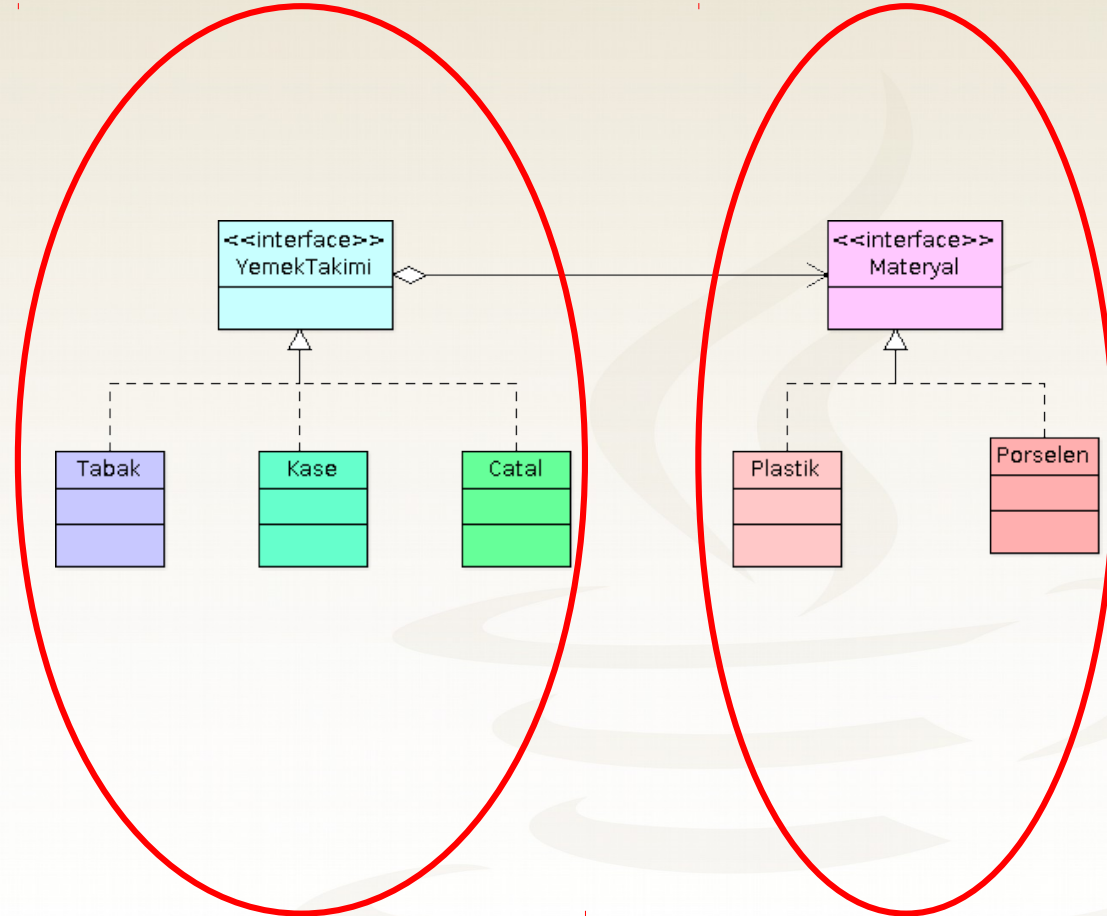 <<interface>>
YemekTakimi
<<interface>>
Materyal
Tabak
Kase
Catal
Plastik
Porselen